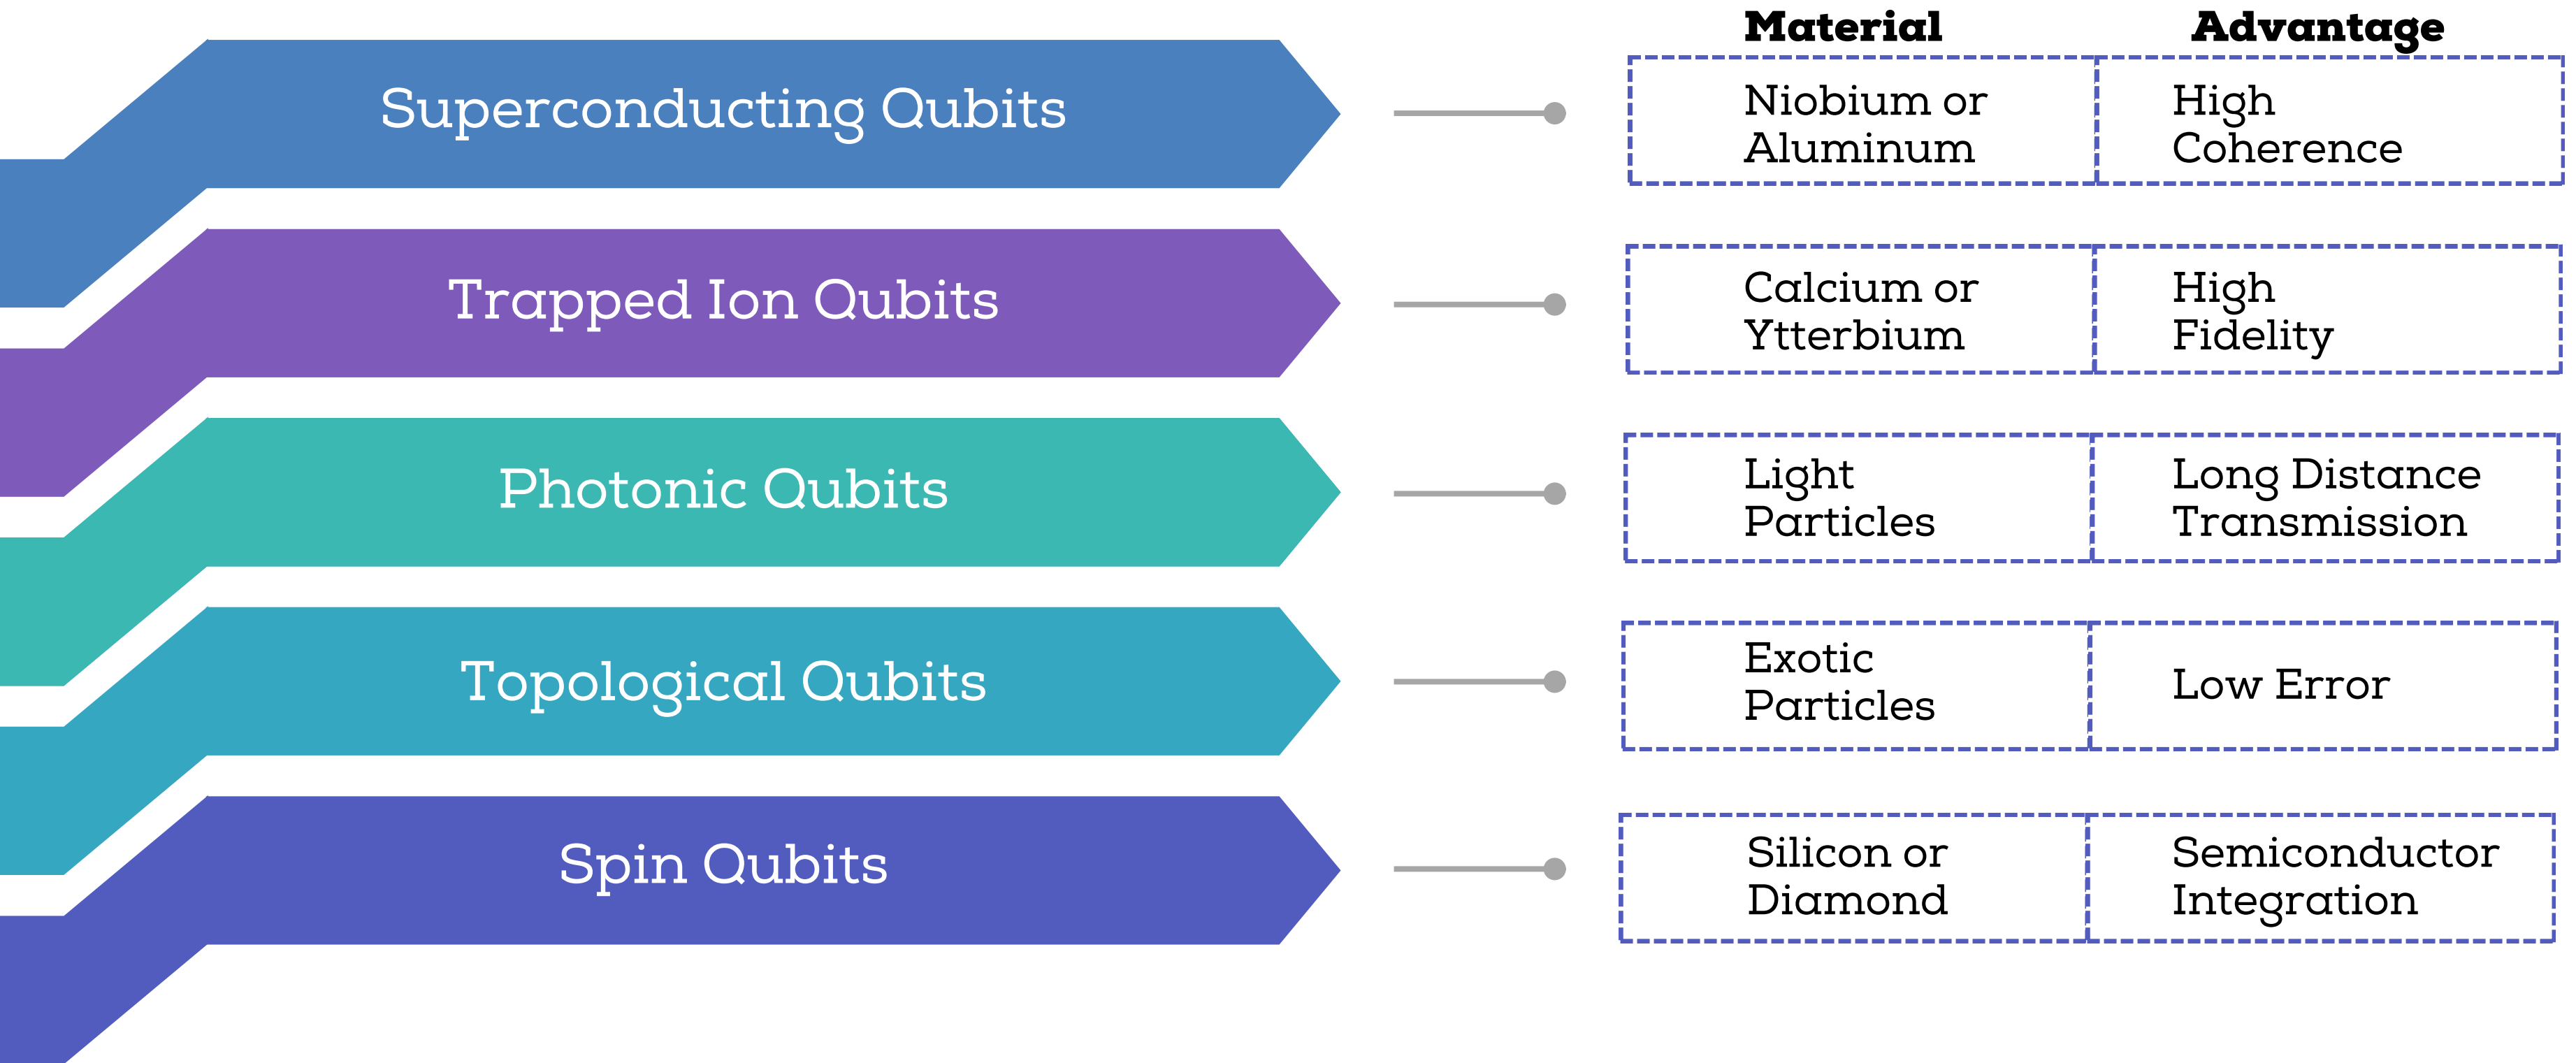 Material
Advantage
Superconducting Qubits
Niobium or
Aluminum
High
Coherence
Trapped Ion Qubits
Calcium or
Ytterbium
High
Fidelity
Photonic Qubits
Light
Particles
Long Distance
Transmission
Topological Qubits
Exotic
Particles
Low Error
Spin Qubits
Silicon or
Diamond
Semiconductor
Integration